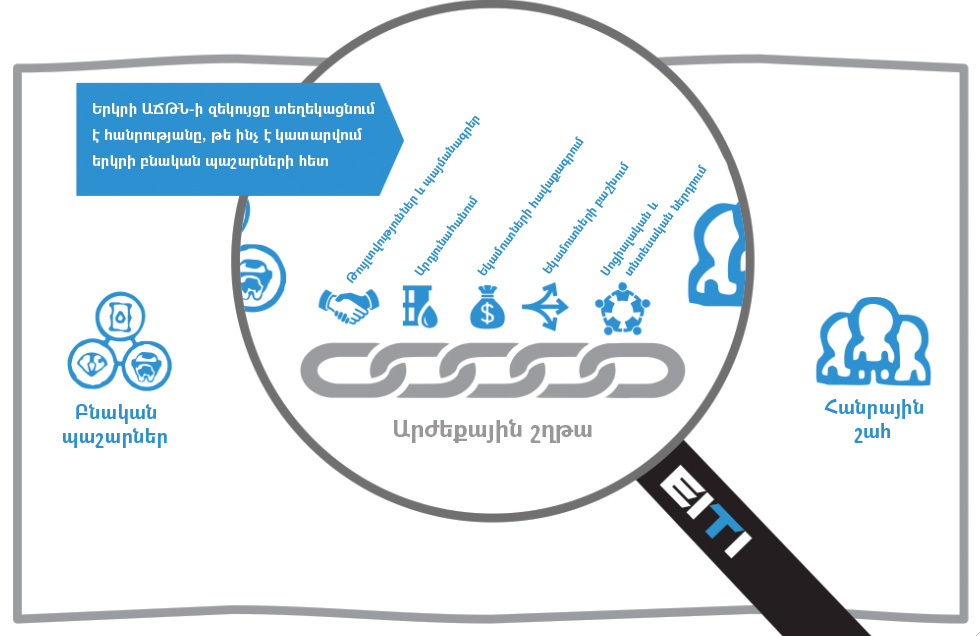 Երկրի ԱՃԹՆ-ի զեկույցը տեղեկացնում
է հանրությանը, թե ինչ է կատարվում
երկրի բնական պաշարների հետ
Թույլտվություններ և պայմանագրեր
Արդյունահանում
Եկամուտների հավաքագրում
Եկամուտների բաշխում
Սոցիալական և
տնտեսական ներդրում
Բնական
պաշարներ
Արժեքային շղթա
Հանրային
շահ
EITI